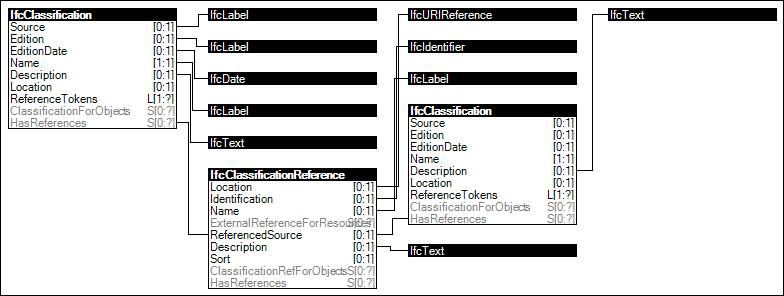 IfcClassification
Source [0:1]
Edition [0:1]
EditionDate [0:1]
Name [1:1]
Description [0:1]
Location [0:1]
ReferenceTokens L[1:?]
ClassificationForObjects S[0:?]
HasReferences S[0:?]
IfcLabel
IfcLabel
IfcDate
IfcLabel
IfcText
IfcClassificationReference
Location [0:1]
Identification [0:1]
Name [0:1]
ExternalReferenceForResources S[0:?]
ReferencedSource [0:1]
Description [0:1]
Sort [0:1]
ClassificationRefForObjects S[0:?]
HasReferences S[0:?]
IfcURIReference
IfcIdentifier
IfcLabel
IfcClassification
Source [0:1]
Edition [0:1]
EditionDate [0:1]
Name [1:1]
Description [0:1]
Location [0:1]
ReferenceTokens L[1:?]
ClassificationForObjects S[0:?]
HasReferences S[0:?]
IfcText
IfcText